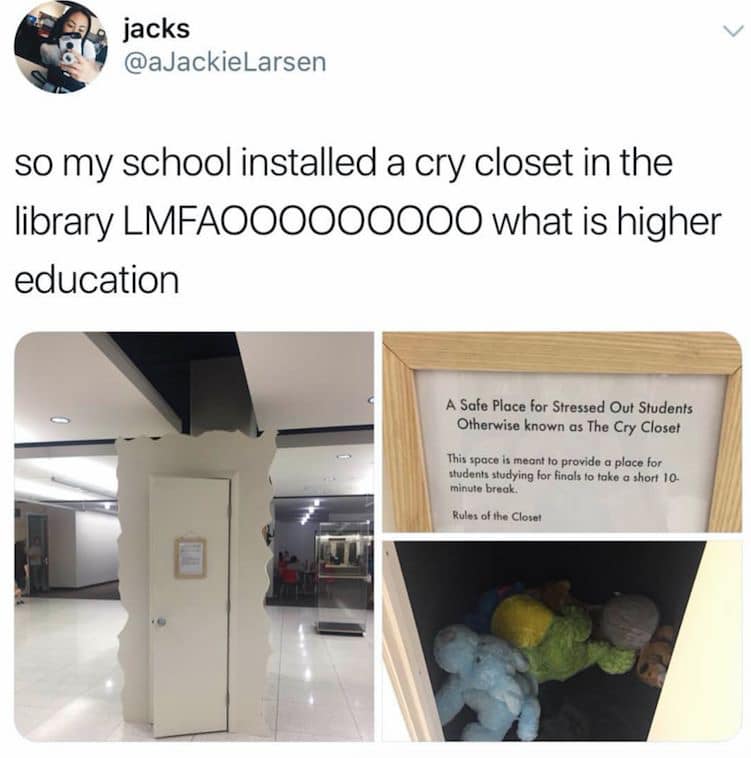 jacks
@aJackieLarsen
so my school installed a cry closet in the
library LMFAOOOOOOOOO what is higher
education
A Safe Place for Stressed Out Students
Otherwise known as The Cry Closet
This space is meant to provide a place for
students studying for finals to take a short 10-
minute break.
Rules of the Closet